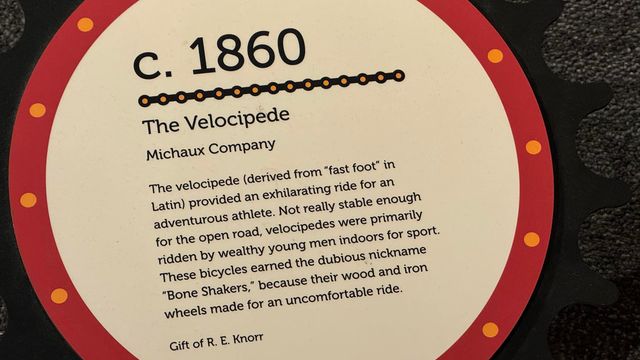 c. 1860
The Velocipede
Michaux Company
The velocipede (derived from "fast foot" in
Latin) provided an exhilarating ride for an
adventurous athlete. Not really stable enough
for the open road, velocipedes were primarily
ridden by wealthy young men indoors for sport.
These bicycles earned the dubious nickname
"Bone Shakers," because their wood and iron
wheels made for an uncomfortable ride.
Gift of R. E. Knorr